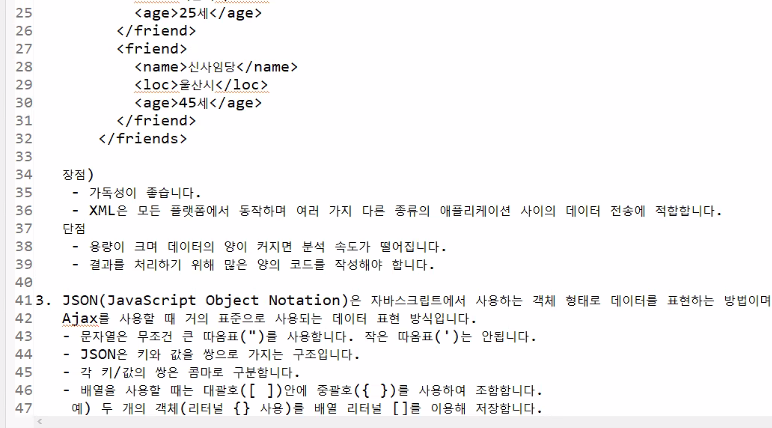 25 <age>25세</age>
26 </friend>
27 <friend>
28 <name>신사임당</name>
29 <loc>울산시</loc>
30 <age>45세</age>
31 </friend>
32 </friends>
33
34 장점)
35 - 가독성이 좋습니다.
36 - XML은 모든 플랫폼에서 동작하며 여러 가지 다른 종류의 애플리케이션 사이의 데이터 전송에 적합합니다.
37 단점
38 - 용량이 크며 데이터의 양이 커지면 분석 속도가 떨어집니다.
39 - 결과를 처리하기 위해 많은 양의 코드를 작성해야 합니다.
40
41 3. JSON(JavaScript Object Notation)은 자바스크립트에서 사용하는 객체 형태로 데이터를 표현하는 방법이며
42 Ajax를 사용할 때 거의 표준으로 사용되는 데이터 표현 방식입니다.
43 - 문자열은 무조건 큰 따옴표(")를 사용합니다. 작은 따옴표(')는 안됩니다.
44 - JSON은 키와 값을 쌍으로 가지는 구조입니다.
45 - 각 키/값의 쌍은 콤마로 구분합니다.
46 - 배열을 사용할 때는 대괄호([ ])안에 중괄호({ })를 사용하여 조합합니다.
47 예) 두 개의 객체(리터널 {} 사용)를 배열 리터널 []를 이용해 저장합니다.